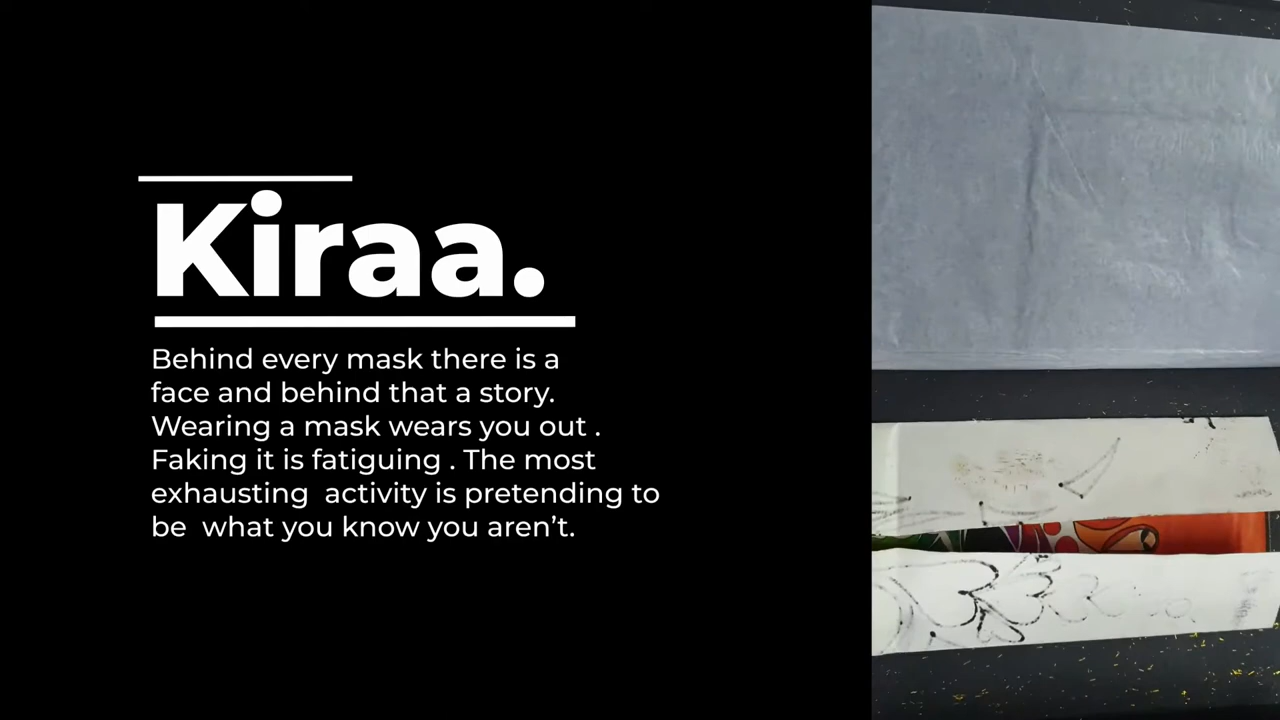 Kiraa.
Behind every mask there is a
face and behind that a story.
Wearing a mask wears you out .
Faking it is fatiguing . The most
exhausting  activity is pretending to
be  what you know you aren’t.